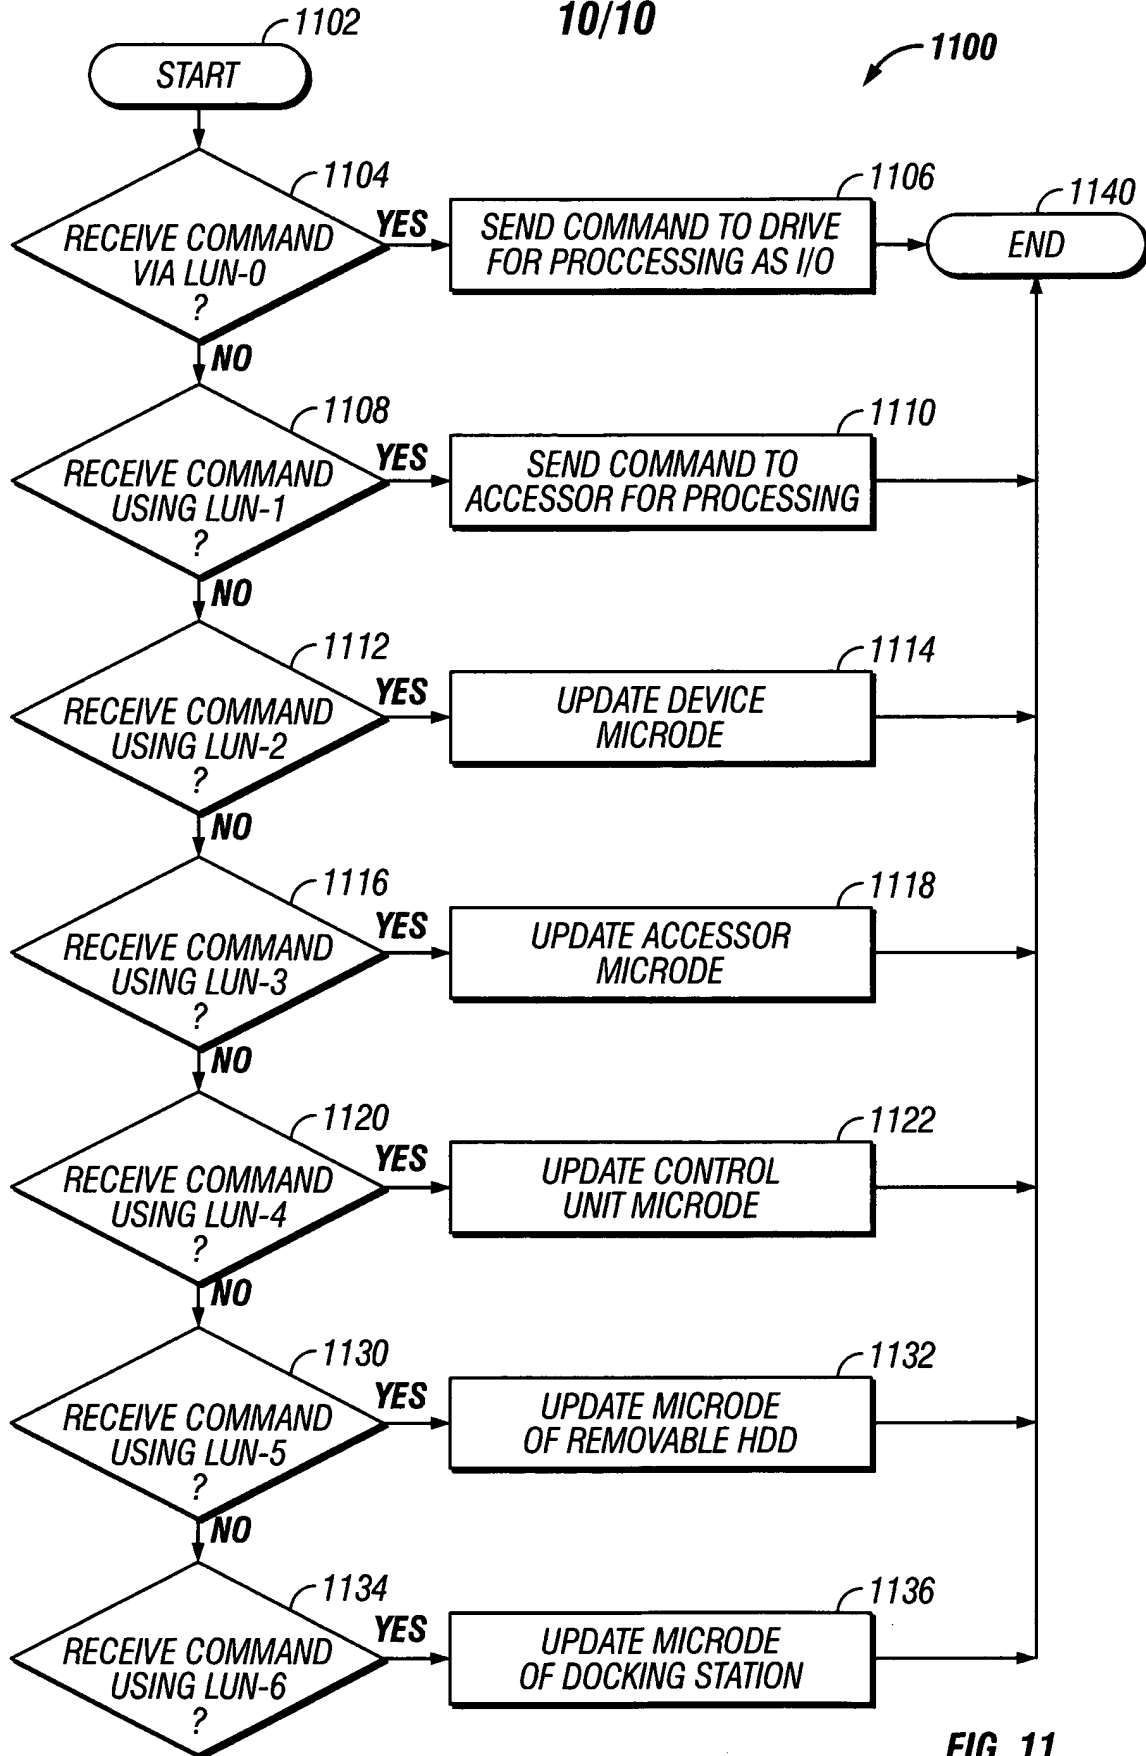 10/10
1100
1102
START
1104
RECEIVE COMMAND
VIA LUN-0
?
YES
NO
1106
SEND COMMAND TO DRIVE
FOR PROCCESSING AS I/O
1140
END
1108
RECEIVE COMMAND
USING LUN-1
?
YES
NO
1110
SEND COMMAND TO
ACCESSOR FOR PROCESSING
1112
RECEIVE COMMAND
USING LUN-2
?
YES
NO
1114
UPDATE DEVICE
MICRODE
1116
RECEIVE COMMAND
USING LUN-3
?
YES
NO
1118
UPDATE ACCESSOR
MICRODE
1120
RECEIVE COMMAND
USING LUN-4
?
YES
NO
1122
UPDATE CONTROL
UNIT MICRODE
1130
RECEIVE COMMAND
USING LUN-5
?
YES
NO
1132
UPDATE MICRODE
OF REMOVABLE HDD
1134
RECEIVE COMMAND
USING LUN-6
?
YES
1136
UPDATE MICRODE
OF DOCKING STATION
FIG. 11